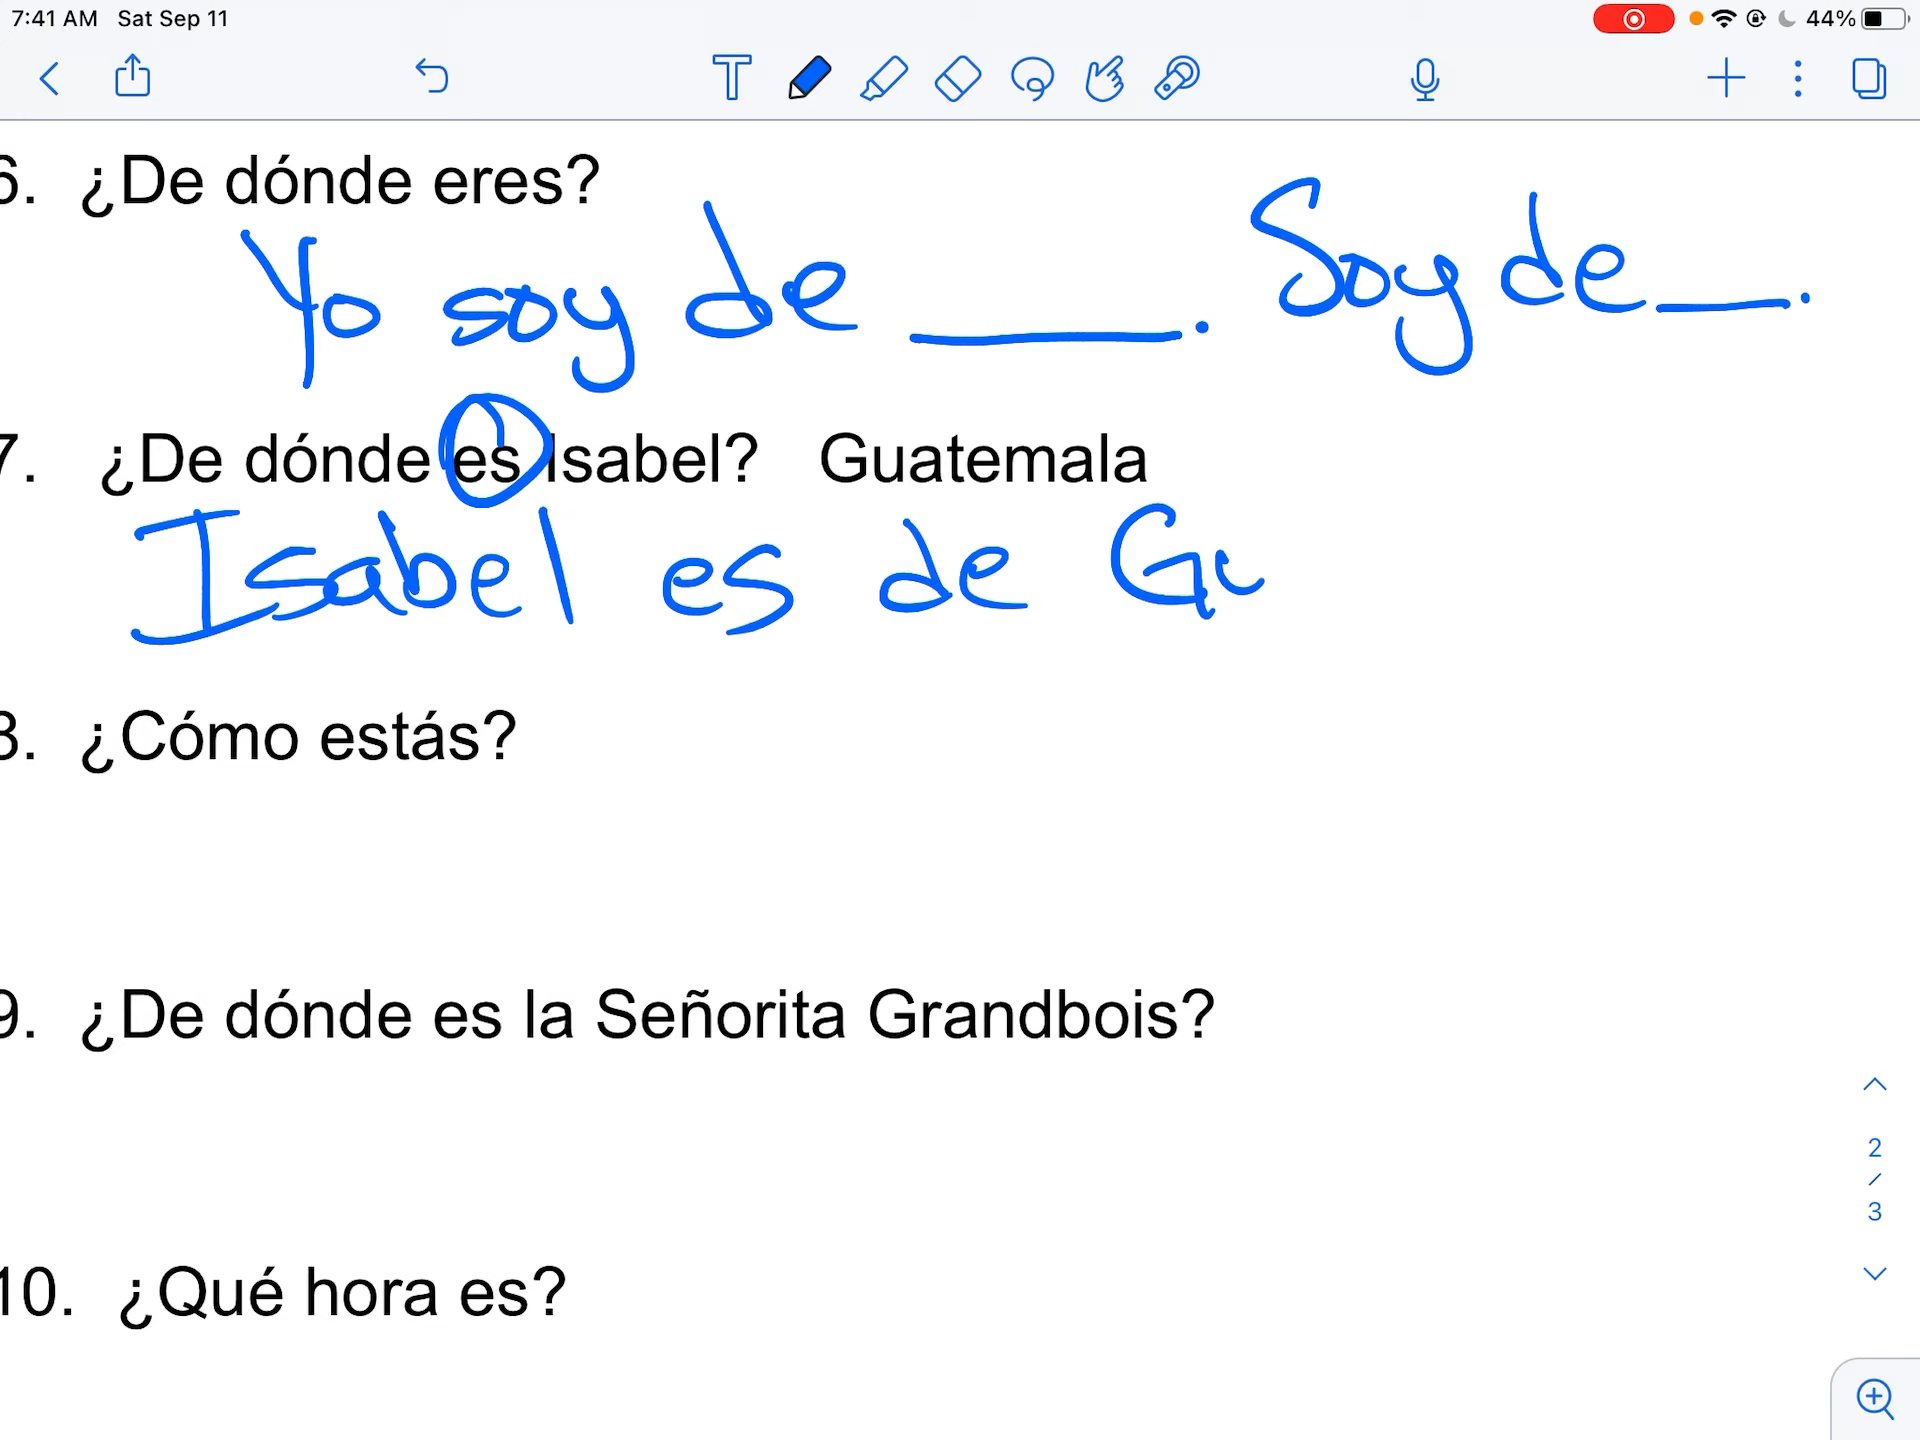 7:41 AM Sat Sep 11 44%
6. ¿De dónde eres?
Yo soy de ______. Soy de___.
7. ¿De dónde es Isabel? Guatemala
Isabel es de Gu
8. ¿Cómo estás?
9. ¿De dónde es la Señorita Grandbois?
2
/
3
10. ¿Qué hora es?